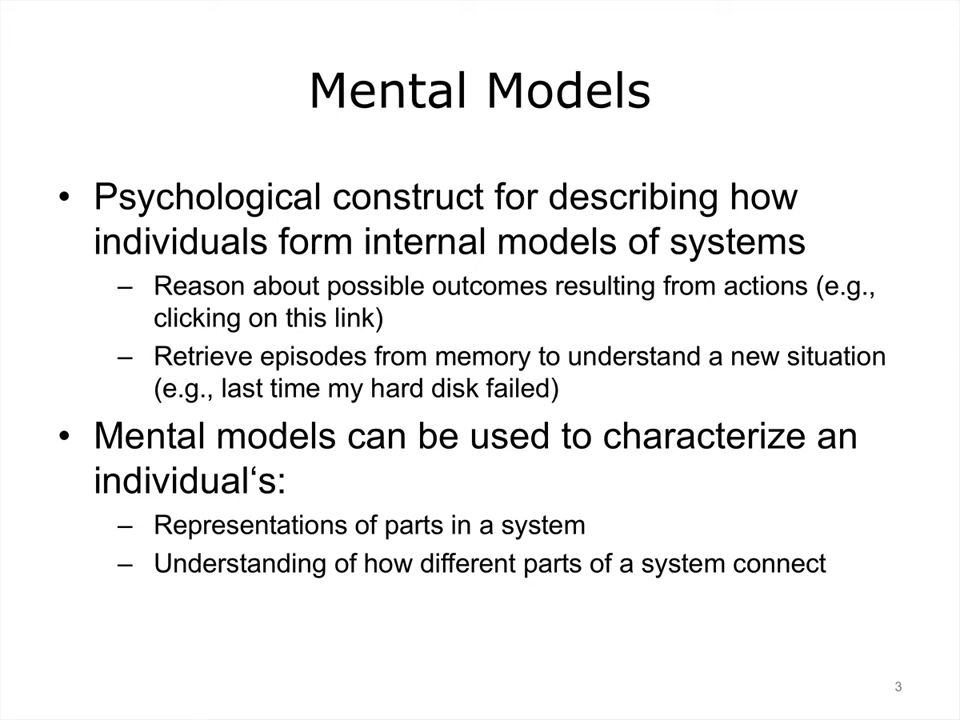 Mental Models
• Psychological construct for describing how
individuals form internal models of systems
– Reason about possible outcomes resulting from actions (e.g.,
clicking on this link)
– Retrieve episodes from memory to understand a new situation
(e.g., last time my hard disk failed)
• Mental models can be used to characterize an
individual‘s:
– Representations of parts in a system
– Understanding of how different parts of a system connect
3